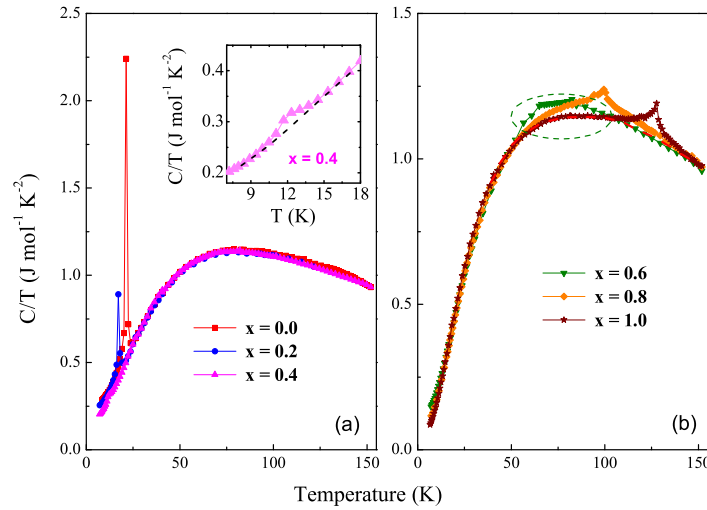 2.5
2.0
1.5
1.0
0.5
0.0
C/T (J mol⁻¹ K⁻²)
0
50
100
150
0.4
0.3
0.2
C/T (J mol⁻¹ K⁻²)
9
12
15
18
T (K)
x = 0.4
x = 0.0
x = 0.2
x = 0.4
(a)
1.5
1.0
0.5
0.0
50
100
150
x = 0.6
x = 0.8
x = 1.0
(b)
Temperature (K)